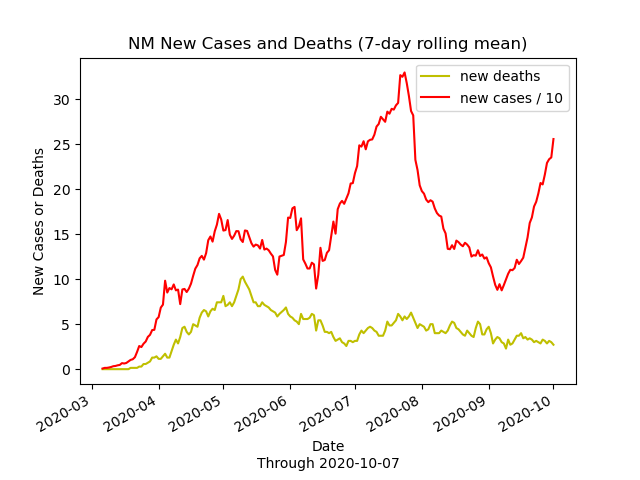 NM New Cases and Deaths (7-day rolling mean)
new deaths
new cases / 10
New Cases or Deaths
30
25
20
15
10
5
0
2020-03
2020-04
2020-05
2020-06
2020-07
2020-08
2020-09
2020-10
Date
Through 2020-10-07